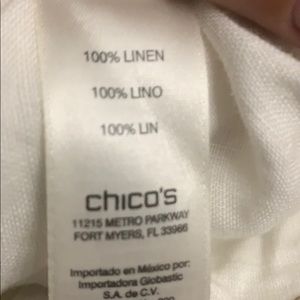 100% LINEN
100% LINO
100% LIN
chico's
11215 METRO PARKWAY
FORT MYERS, FL 33966
Importado en México por:
Importadora Globastic
S.A. de C.V.